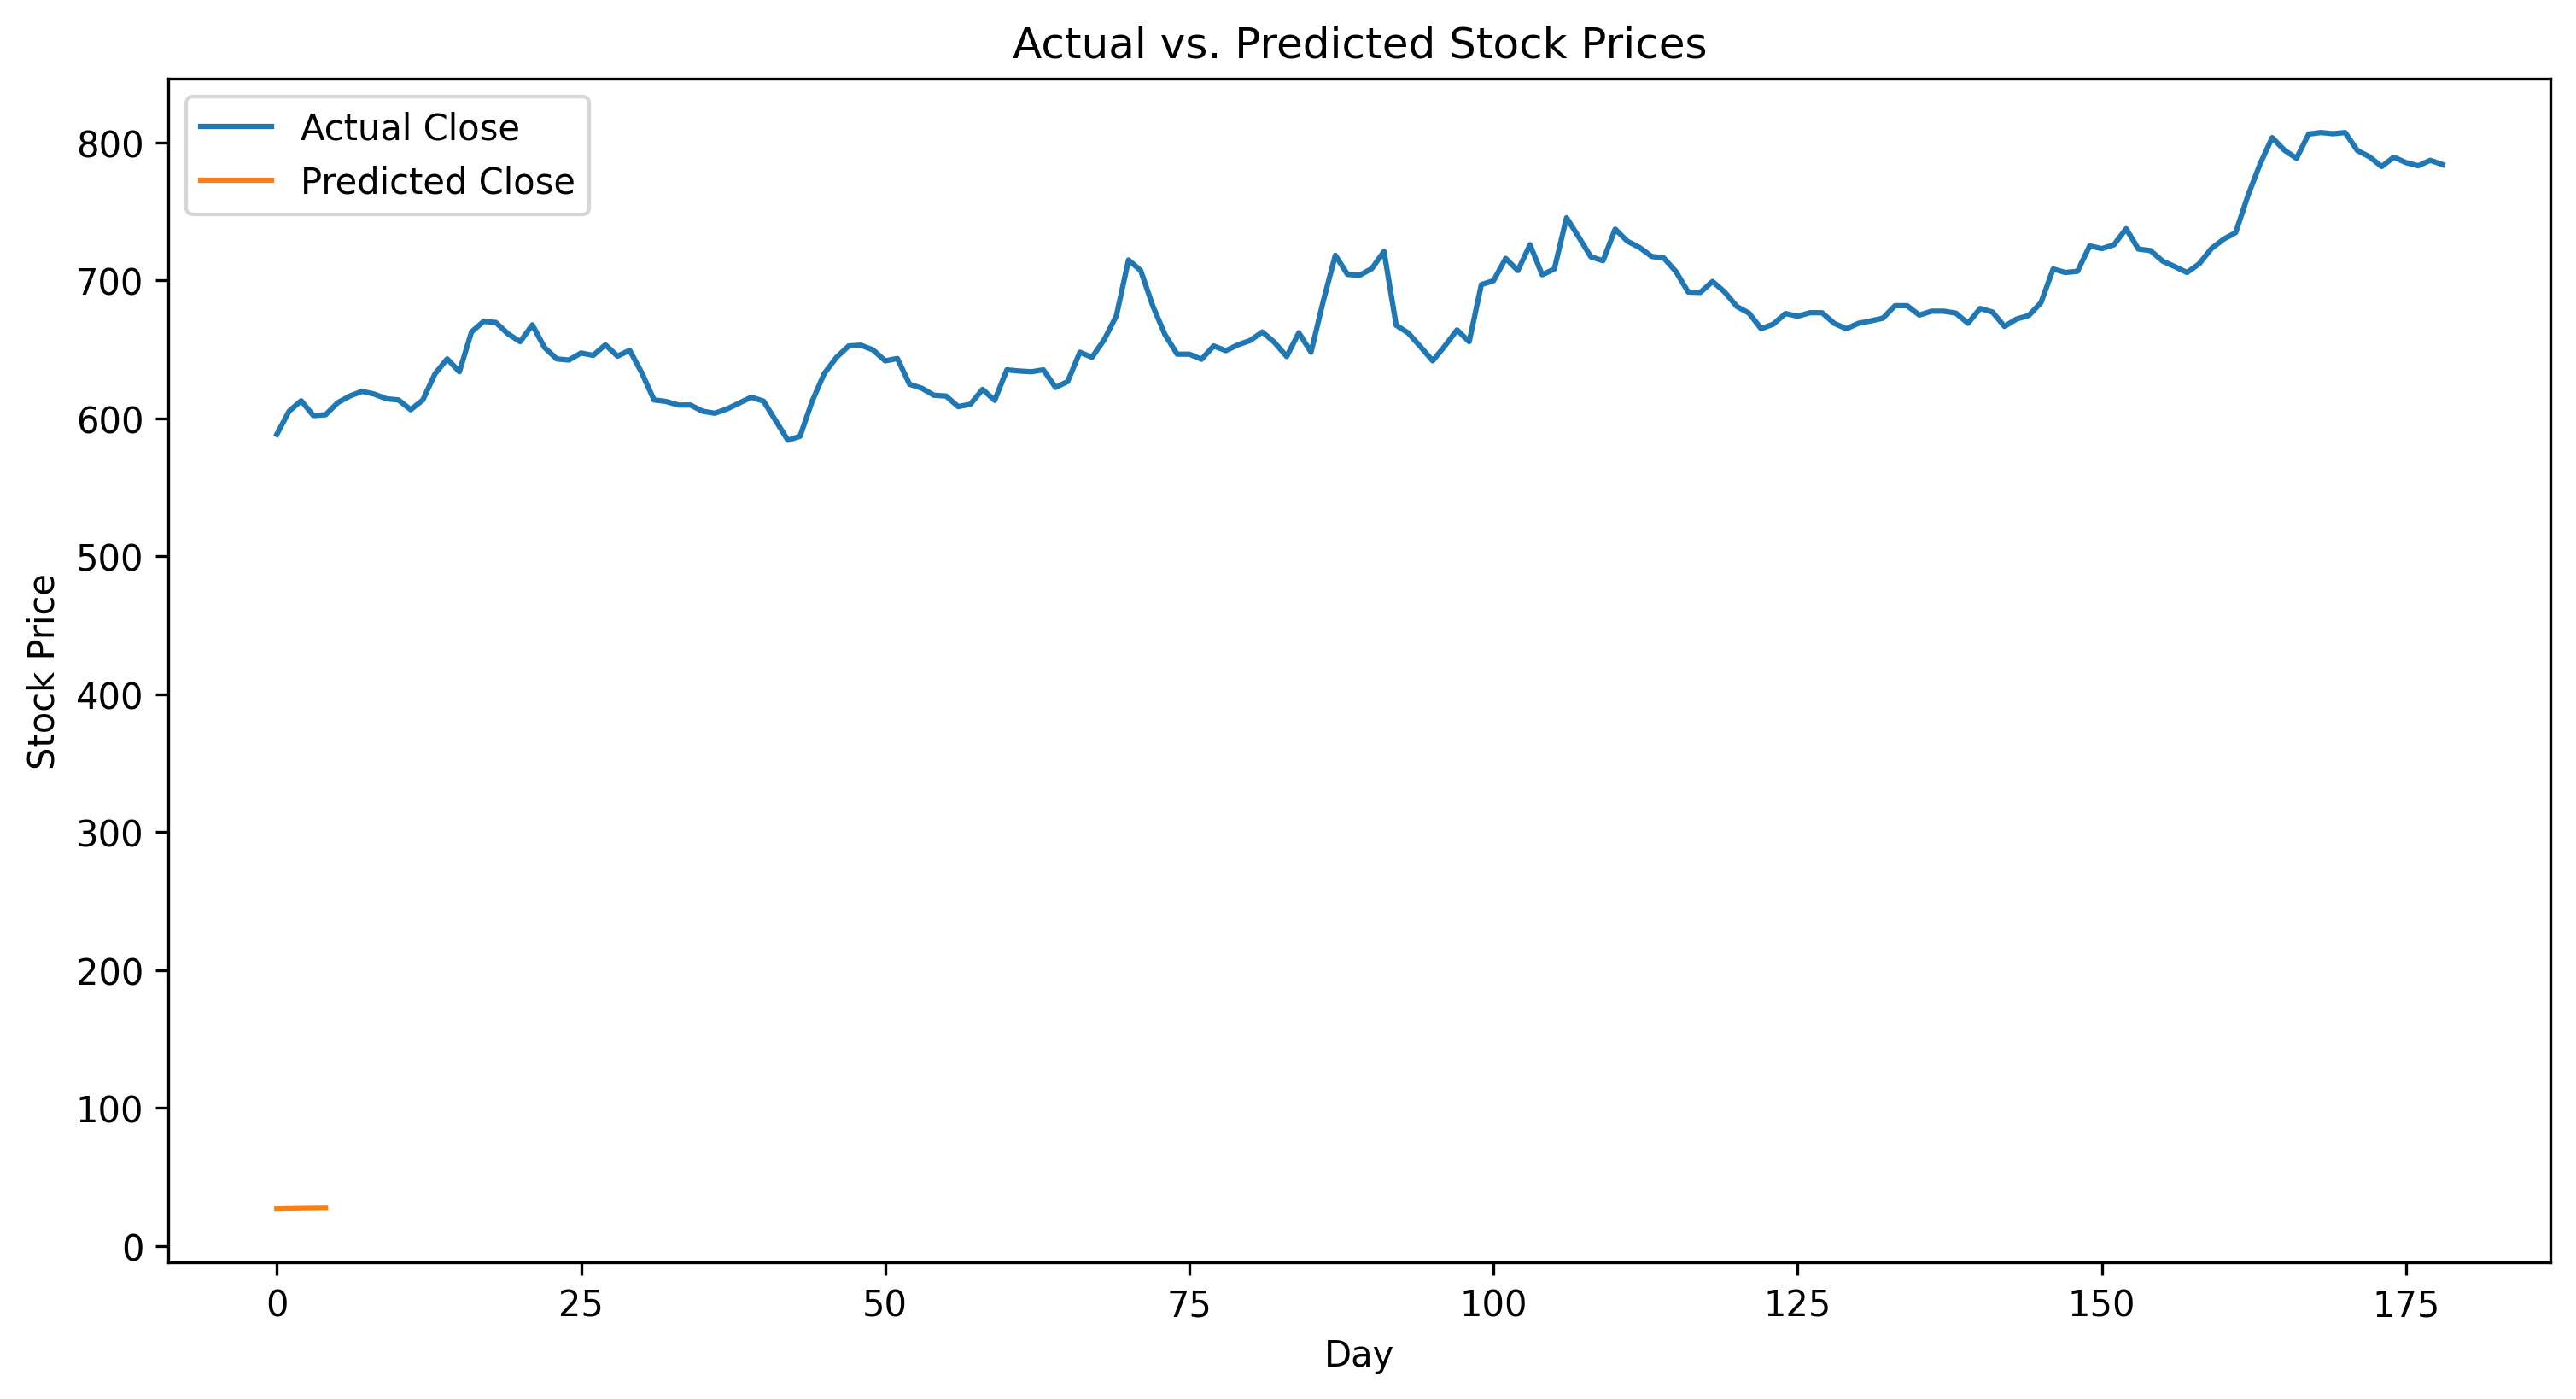 Actual vs. Predicted Stock Prices
Actual Close
Predicted Close
800
700
600
500
400
300
200
100
0
Stock Price
0 25 50 75 100 125 150 175
Day